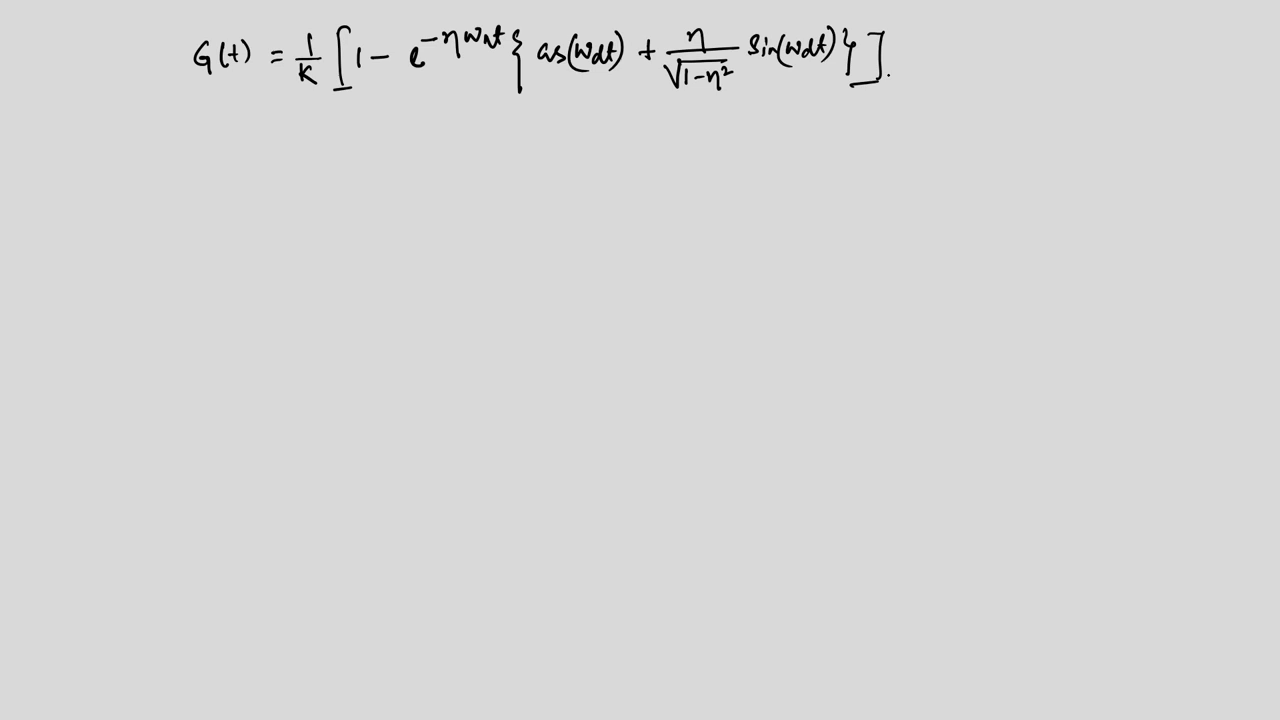 G(t) = 1/K [1 - e^{-ηω_n t} { cos(ω_d t) + η/√(1-η²) sin(ω_d t) } ].